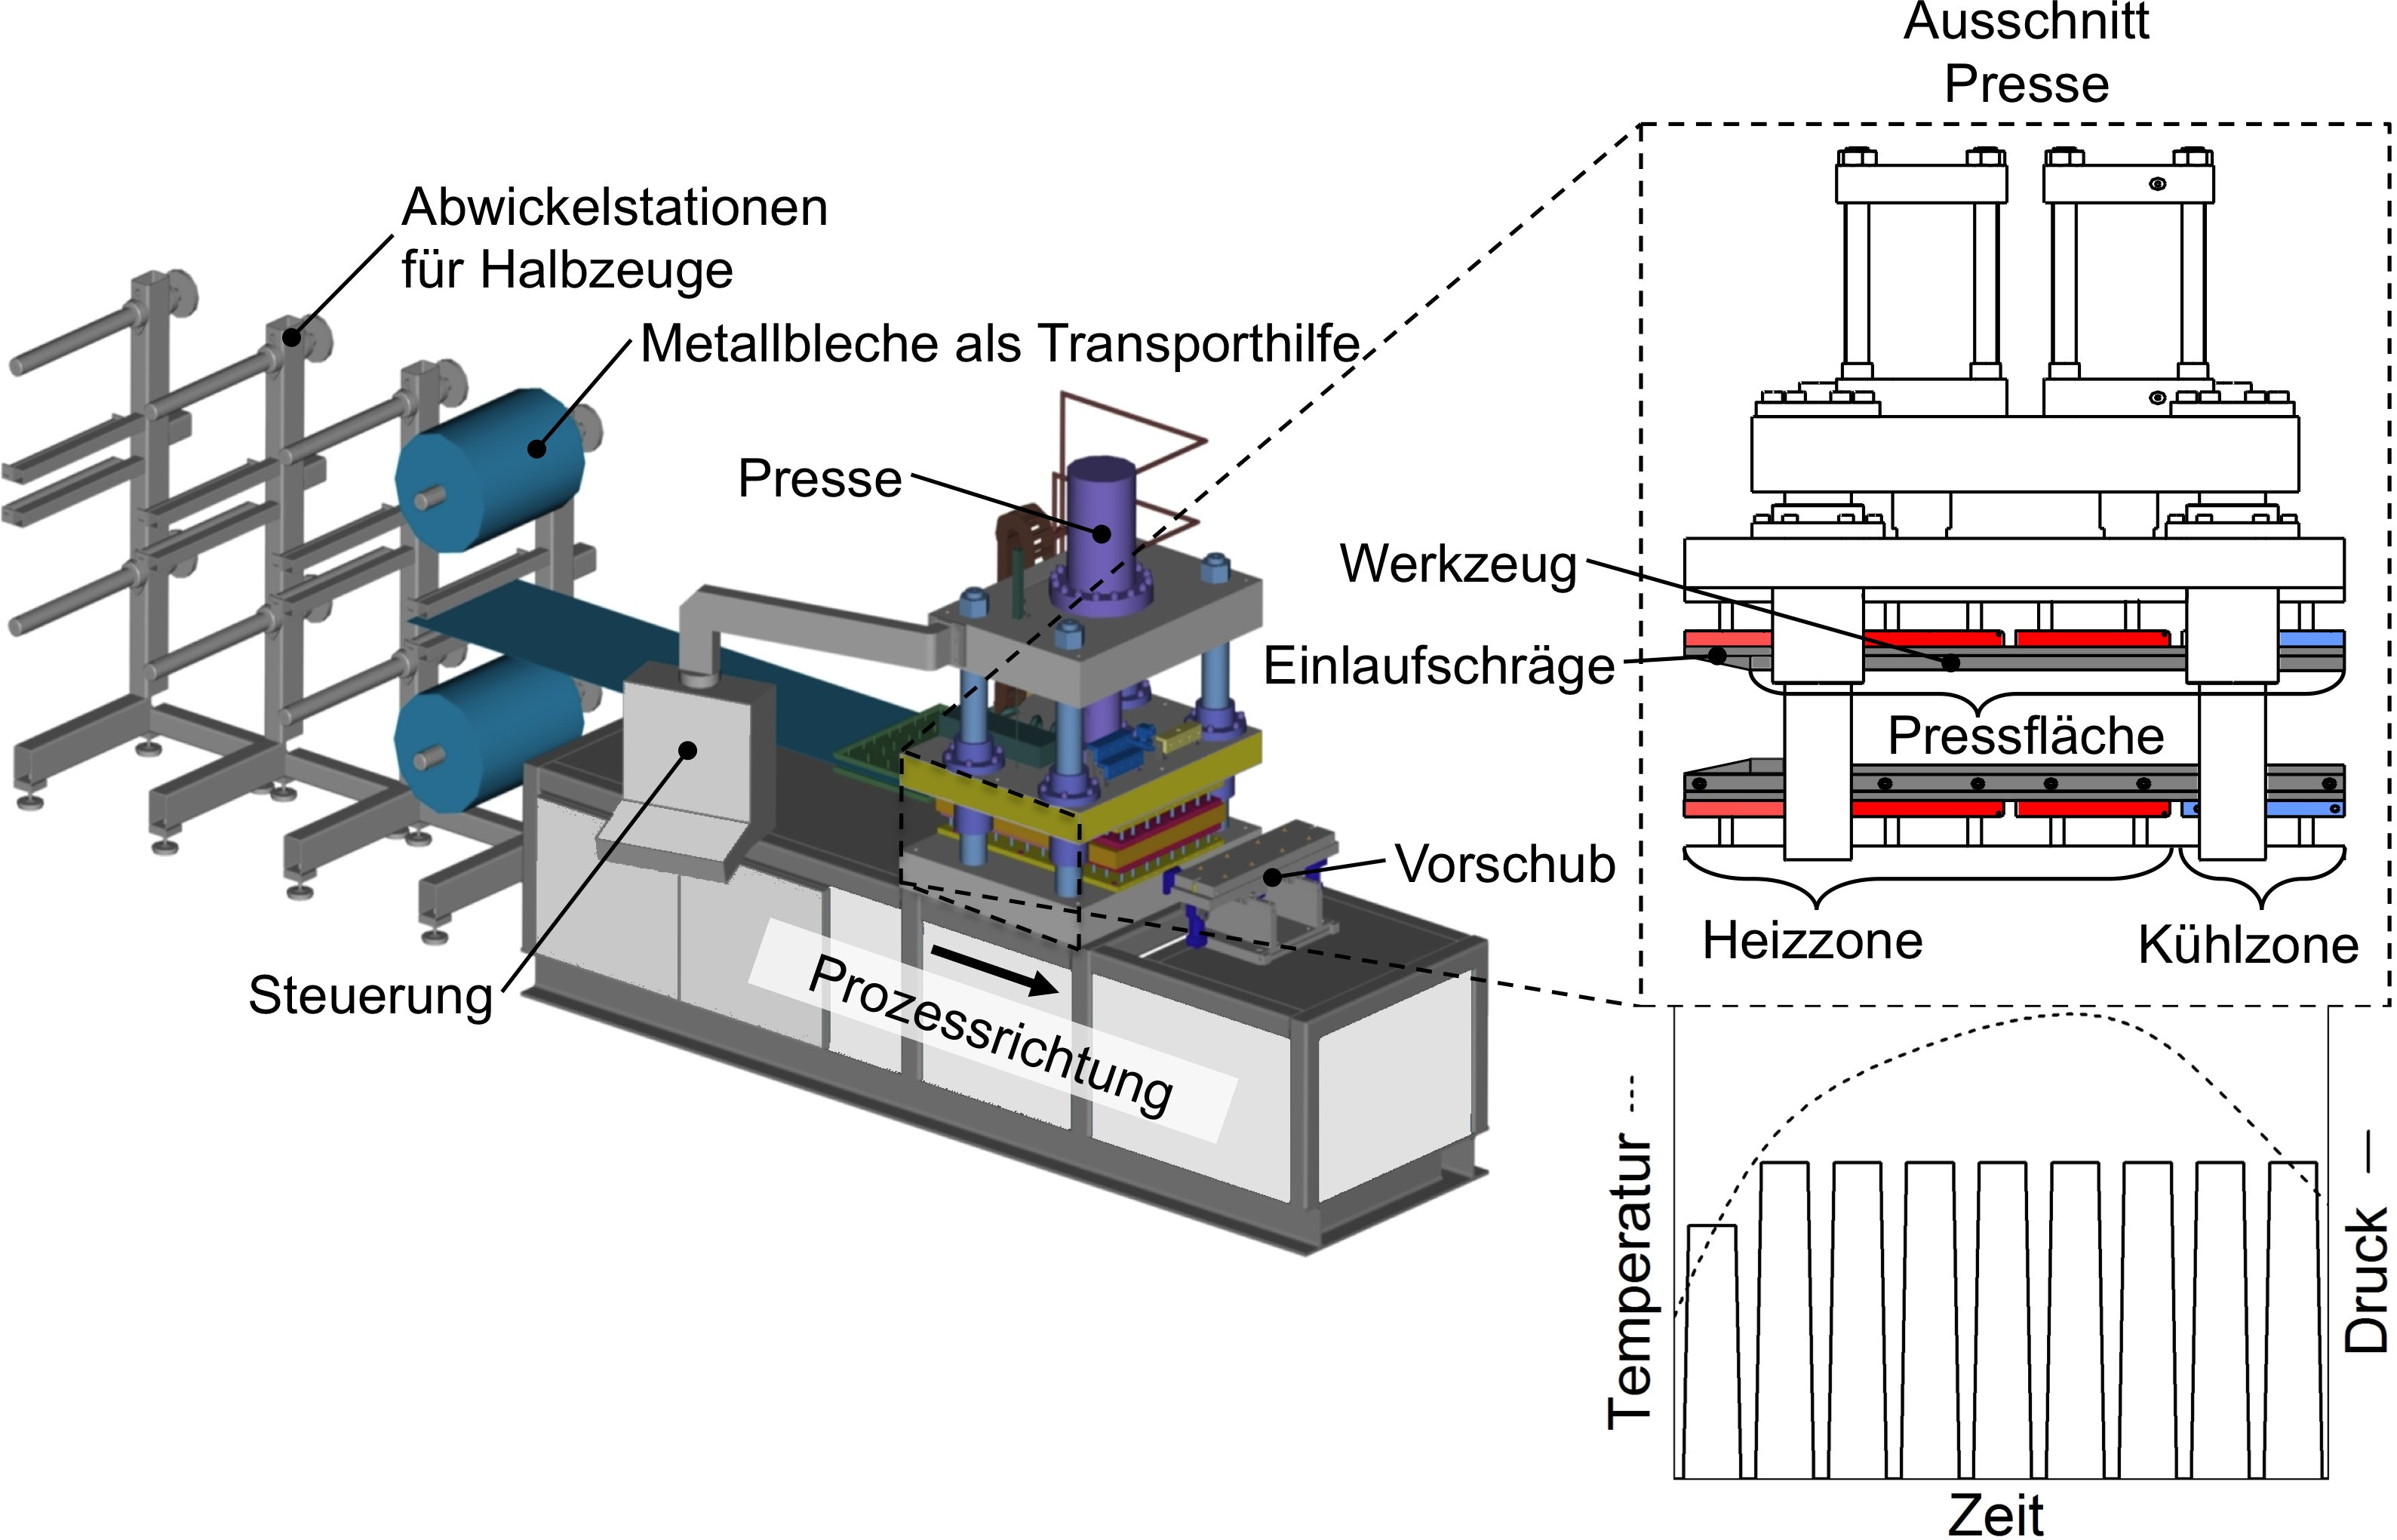 Ausschnitt
Presse
Abwickelstationen
für Halbzeuge
Metallbleche als Transporthilfe
Presse
Werkzeug
Einlaufschräge
Pressfläche
Vorschub
Heizzone
Kühlzone
Steuerung
Prozessrichtung
Temperatur
Druck
Zeit